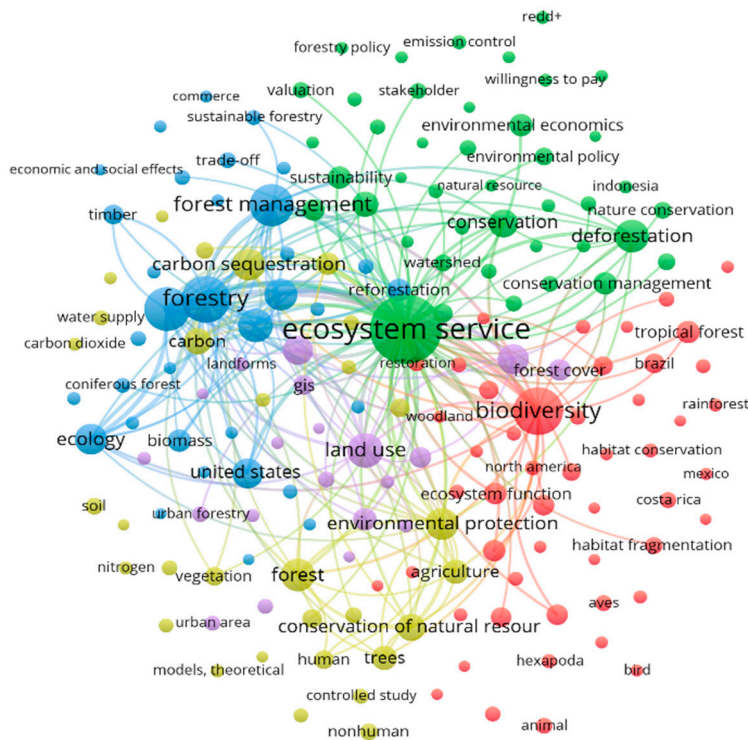 redd+
forestry policy
emission control
willingness to pay
commerce
valuation
stakeholder
sustainable forestry
environmental economics
trade-off
environmental policy
economic and social effects
sustainability
natural resource
indonesia
forest management
timber
conservation
nature conservation
deforestation
carbon sequestration
watershed
reforestation
conservation management
forestry
water supply
ecosystem service
tropical forest
carbon
carbon dioxide
landforms
restoration
forest cover
brazil
coniferous forest
gis
woodland
biodiversity
rainforest
ecology
biomass
land use
habitat conservation
united states
north america
mexico
ecosystem function
costa rica
soil
urban forestry
environmental protection
habitat fragmentation
nitrogen
vegetation
forest
agriculture
urban area
conservation of natural resour
aves
models, theoretical
human
trees
hexapoda
bird
controlled study
nonhuman
animal